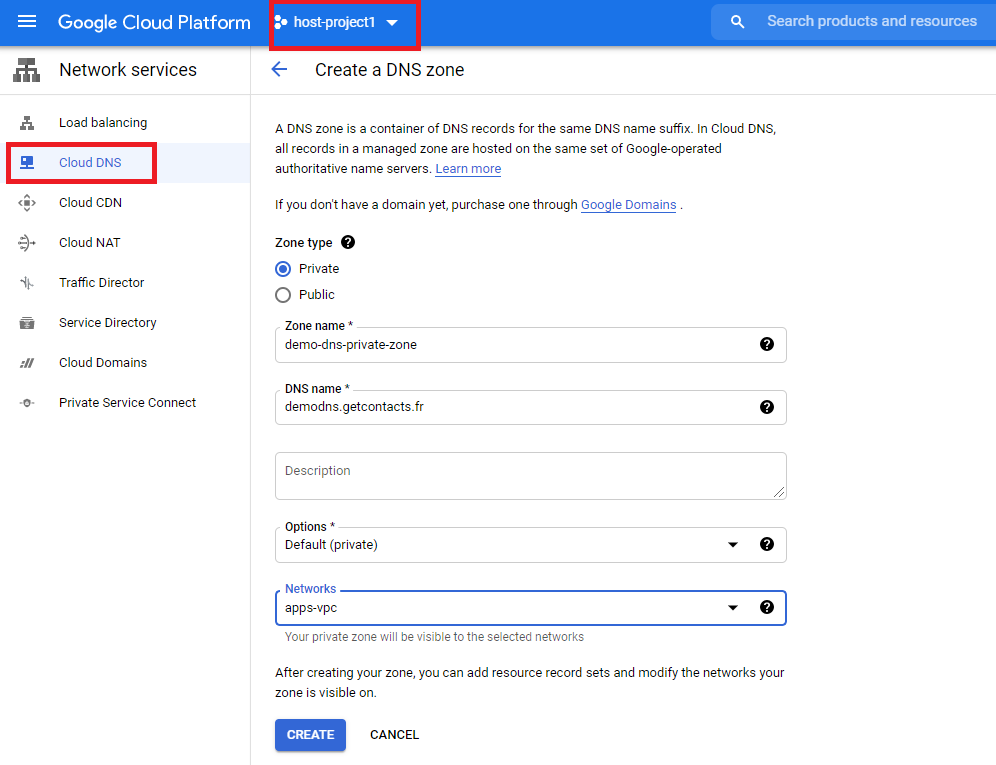 Google Cloud Platform
host-project1
Search products and resources
Network services
Create a DNS zone
Load balancing
Cloud DNS
Cloud CDN
Cloud NAT
Traffic Director
Service Directory
Cloud Domains
Private Service Connect
A DNS zone is a container of DNS records for the same DNS name suffix. In Cloud DNS,
all records in a managed zone are hosted on the same set of Google-operated
authoritative name servers. Learn more
If you don't have a domain yet, purchase one through Google Domains .
Zone type ?
Private
Public
Zone name *
demo-dns-private-zone ?
DNS name *
demodns.getcontacts.fr ?
Description
Options *
Default (private) ?
Networks
apps-vpc ?
Your private zone will be visible to the selected networks
After creating your zone, you can add resource record sets and modify the networks your
zone is visible on.
CREATE CANCEL